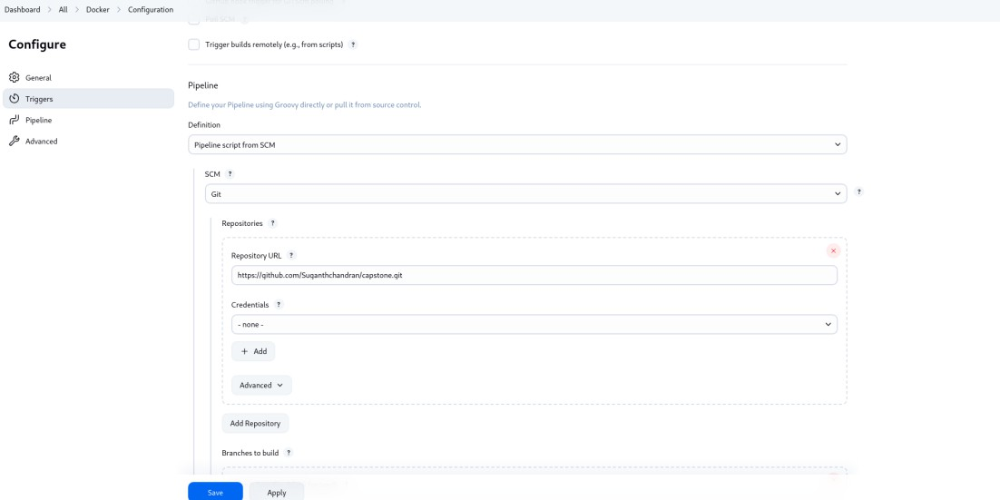 Dashboard > All > Docker > Configuration
Configure
General
Triggers
Pipeline
Advanced
Poll SCM ?
Trigger builds remotely (e.g., from scripts) ?
Pipeline
Define your Pipeline using Groovy directly or pull it from source control.
Definition
Pipeline script from SCM
SCM ?
Git
?
Repositories ?
Repository URL ?
https://github.com/Suganthchandran/capstone.git
Credentials ?
- none -
+ Add
Advanced
Add Repository
Branches to build ?
Save
Apply